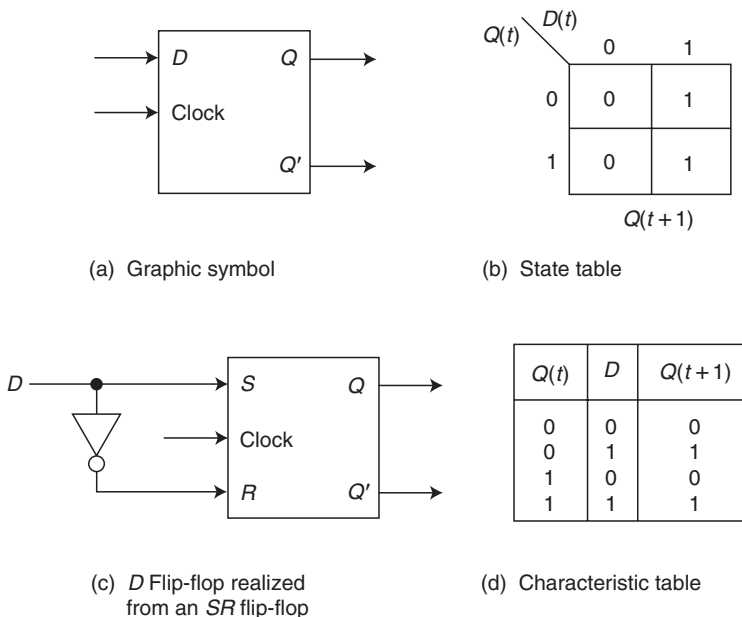 D(t)
Q(t)
0 1
D Q
0 0 1
Clock
1 0 1
Q'
Q(t + 1)
(a) Graphic symbol
(b) State table
D S Q
Clock
R Q'
Q(t) D Q(t + 1)
0 0 0
0 1 1
1 0 0
1 1 1
(c) D Flip-flop realized
from an SR flip-flop
(d) Characteristic table